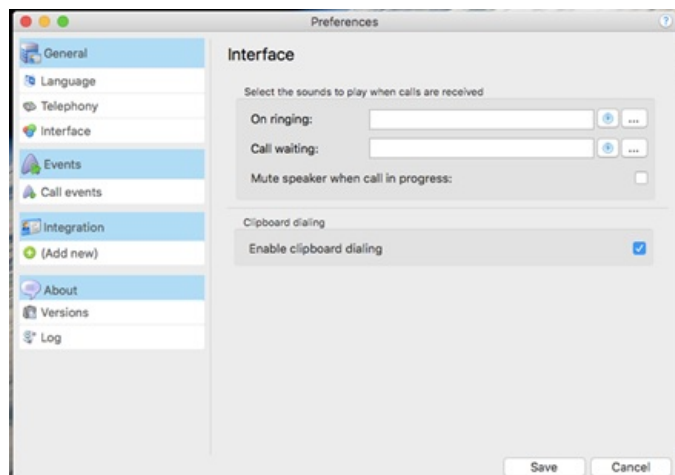 Preferences
?
General
Language
Telephony
Interface
Events
Call events
Integration
(Add new)
About
Versions
Log
Interface
Select the sounds to play when calls are received
On ringing:
...
Call waiting:
...
Mute speaker when call in progress:
Clipboard dialing
Enable clipboard dialing
Save Cancel